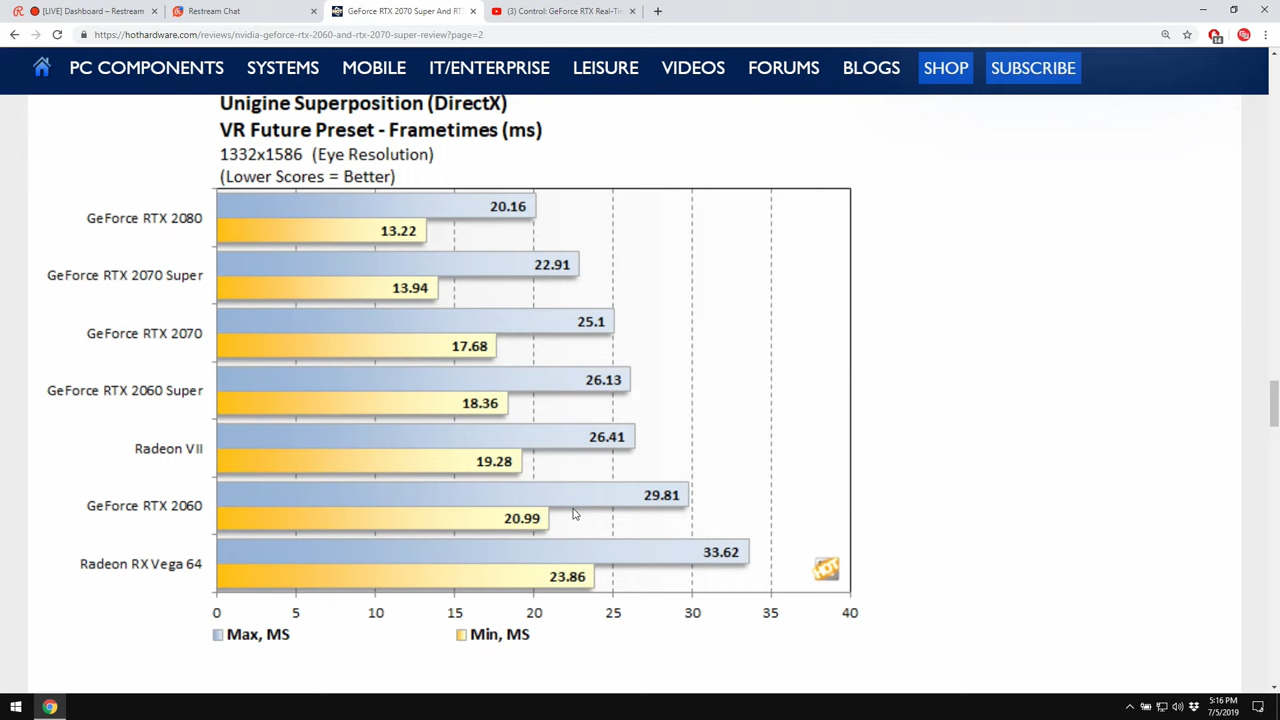 [LIVE] Dashboard – Restream
Restream Chat
GeForce RTX 2070 Super And RT
(3) Control: GeForce RTX Real-Tim
https://hothardware.com/reviews/nvidia-geforce-rtx-2060-and-rtx-2070-super-review?page=2
PC COMPONENTS SYSTEMS MOBILE IT/ENTERPRISE LEISURE VIDEOS FORUMS BLOGS SHOP SUBSCRIBE
Unigine Superposition (DirectX)
VR Future Preset - Frametimes (ms)
1332x1586 (Eye Resolution)
(Lower Scores = Better)
GeForce RTX 2080
20.16
13.22
GeForce RTX 2070 Super
22.91
13.94
GeForce RTX 2070
25.1
17.68
GeForce RTX 2060 Super
26.13
18.36
Radeon VII
26.41
19.28
GeForce RTX 2060
29.81
20.99
Radeon RX Vega 64
33.62
23.86
HOT
0 5 10 15 20 25 30 35 40
Max, MS Min, MS
5:16 PM
7/5/2019